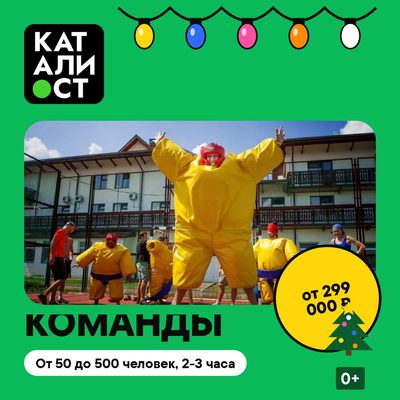 КАТ
АЛИ
ОСТ
от 299
000 ₽
КОМАНДЫ
От 50 до 500 человек, 2-3 часа
0+